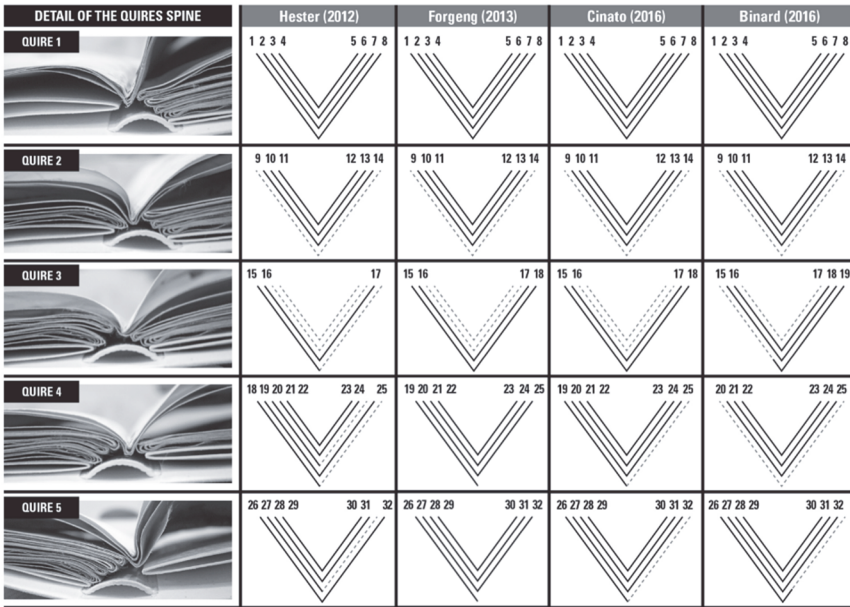 DETAIL OF THE QUIRES SPINE Hester (2012) Forgeng (2013) Cinato (2016) Binard (2016)
QUIRE 1
1 2 3 4 5 6 7 8 1 2 3 4 5 6 7 8 1 2 3 4 5 6 7 8 1 2 3 4 5 6 7 8
QUIRE 2
9 10 11 12 13 14 9 10 11 12 13 14 9 10 11 12 13 14 9 10 11 12 13 14
QUIRE 3
15 16 17 15 16 17 18 15 16 17 18 15 16 17 18 19
QUIRE 4
18 19 20 21 22 23 24 25 19 20 21 22 23 24 25 19 20 21 22 23 24 25 20 21 22 23 24 25
QUIRE 5
26 27 28 29 30 31 32 26 27 28 29 30 31 32 26 27 28 29 30 31 32 26 27 28 29 30 31 32